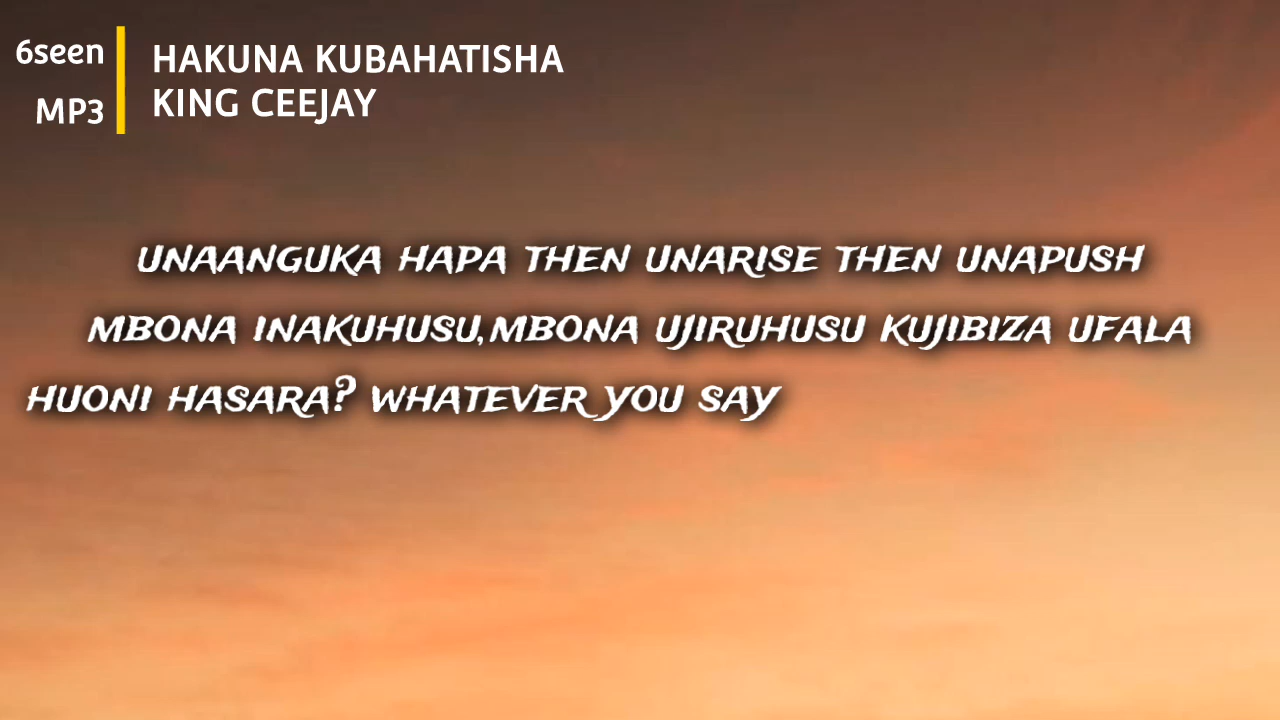 6seen
MP3
HAKUNA KUBAHATISHA
KING CEEJAY
UNAANGUKA HAPA THEN UNARISE THEN UNAPUSH
MBONA INAKUHUSU,MBONA UJIRUHUSU KUJIBIZA UFALA
HUONI HASARA? WHATEVER YOU SAY